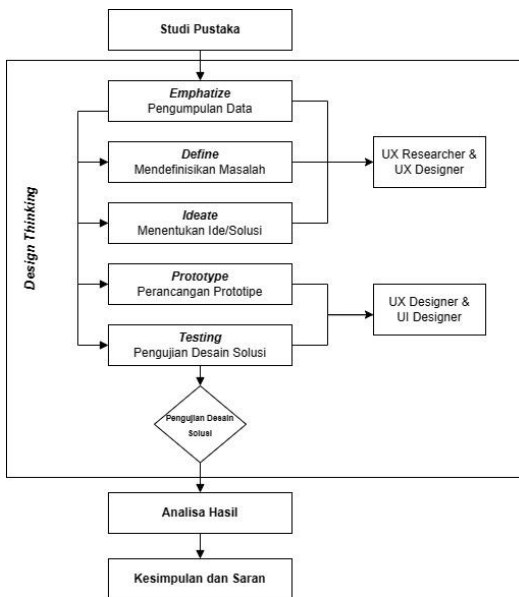 Studi Pustaka
Design Thinking
Emphatize
Pengumpulan Data
Define
Mendefinisikan Masalah
Ideate
Menentukan Ide/Solusi
UX Researcher &
UX Designer
Prototype
Perancangan Prototipe
Testing
Pengujian Desain Solusi
UX Designer &
UI Designer
Pengujian Desain
Solusi
Analisa Hasil
Kesimpulan dan Saran